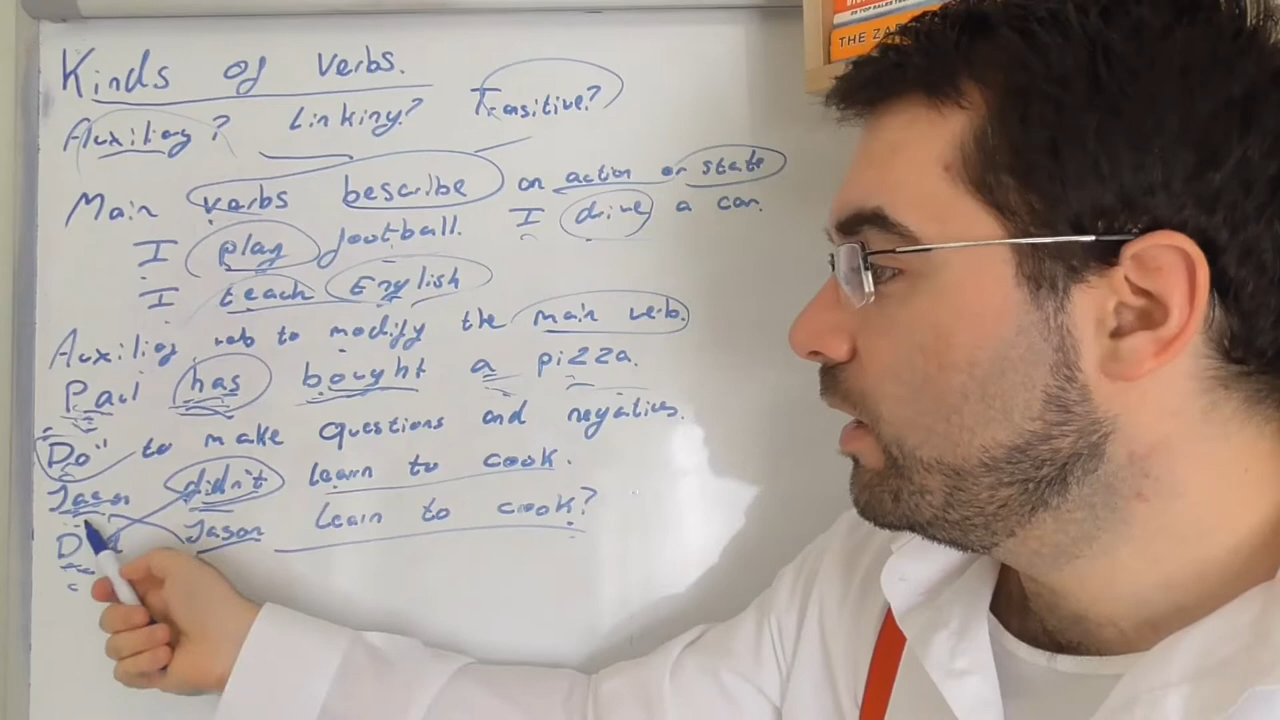 THE ZA
Kinds of verbs.
Auxiliary? Linking? Transitive?
Main verbs bescribe an action or state
I play football. I drive a car.
I teach English
Auxiliary verb to modify the main verb.
Paul has bought a pizza.
"Do" to make questions and negatives.
Jason didn't learn to cook.
Did Jason learn to cook?